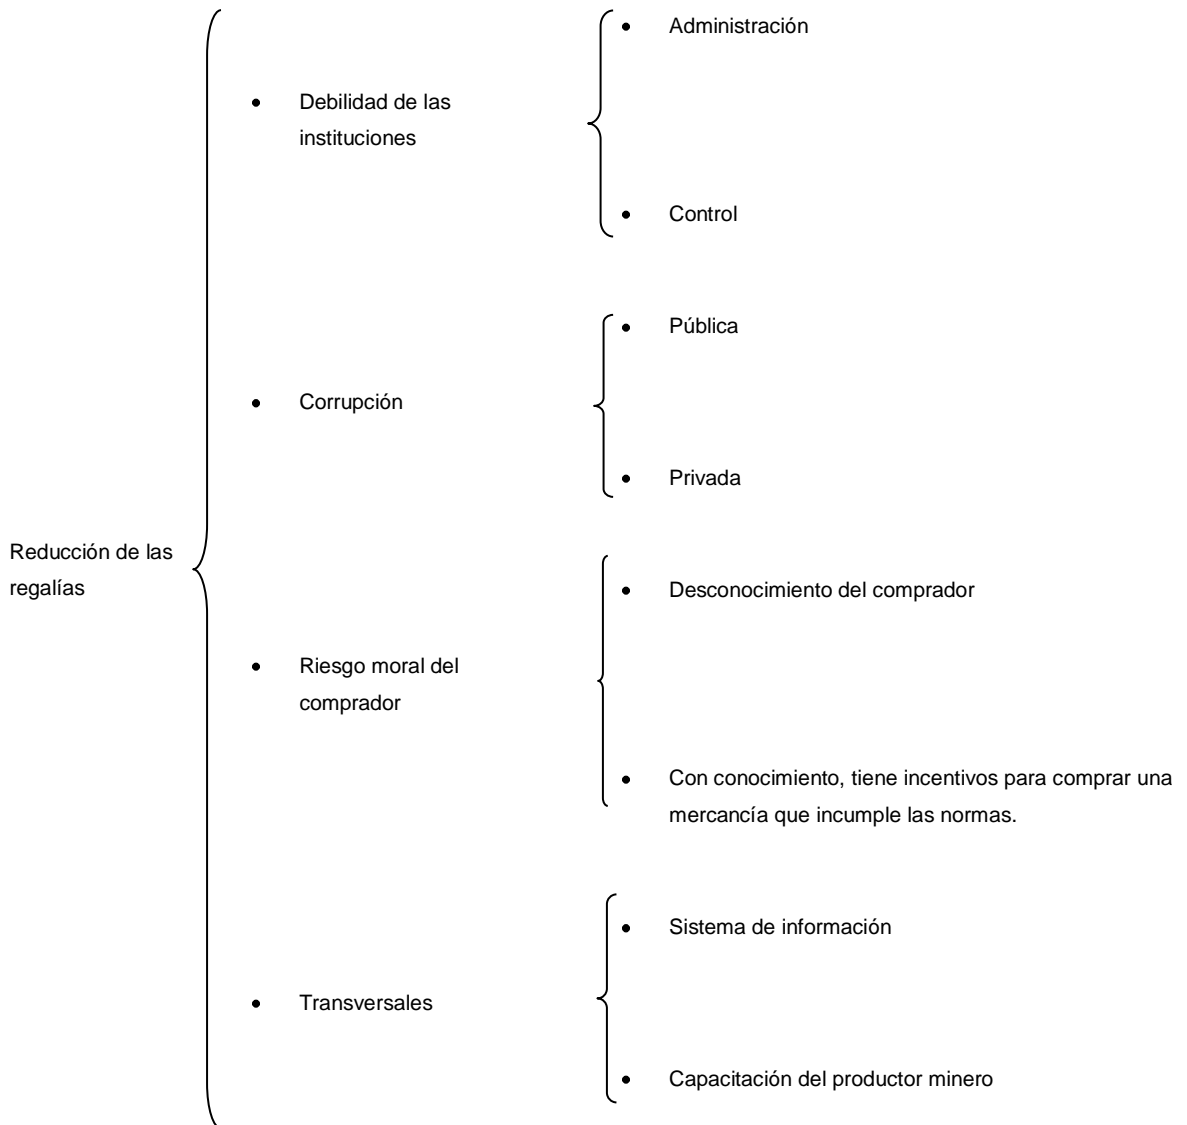 Reducción de las
regalías
• Debilidad de las
instituciones
• Administración
• Control
• Corrupción
• Pública
• Privada
• Riesgo moral del
comprador
• Desconocimiento del comprador
• Con conocimiento, tiene incentivos para comprar una
mercancía que incumple las normas.
• Transversales
• Sistema de información
• Capacitación del productor minero